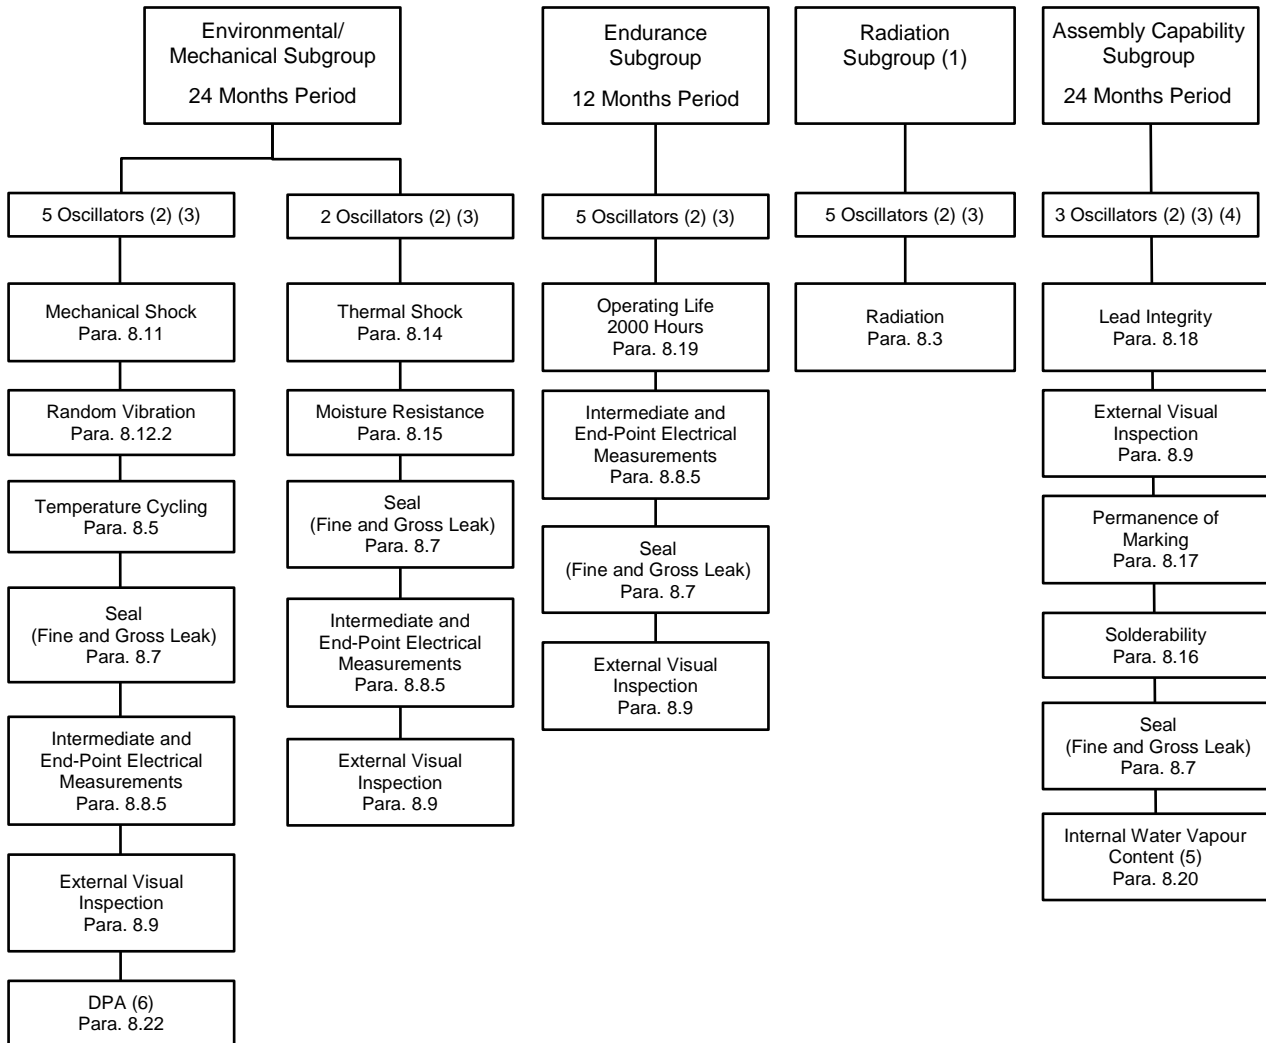 Environmental/
Mechanical Subgroup
24 Months Period
Endurance
Subgroup
12 Months Period
Radiation
Subgroup (1)
Assembly Capability
Subgroup
24 Months Period
5 Oscillators (2) (3)
2 Oscillators (2) (3)
5 Oscillators (2) (3)
5 Oscillators (2) (3)
3 Oscillators (2) (3) (4)
Mechanical Shock
Para. 8.11
Random Vibration
Para. 8.12.2
Temperature Cycling
Para. 8.5
Seal
(Fine and Gross Leak)
Para. 8.7
Intermediate and
End-Point Electrical
Measurements
Para. 8.8.5
External Visual
Inspection
Para. 8.9
DPA (6)
Para. 8.22
Thermal Shock
Para. 8.14
Moisture Resistance
Para. 8.15
Seal
(Fine and Gross Leak)
Para. 8.7
Intermediate and
End-Point Electrical
Measurements
Para. 8.8.5
External Visual
Inspection
Para. 8.9
Operating Life
2000 Hours
Para. 8.19
Intermediate and
End-Point Electrical
Measurements
Para. 8.8.5
Seal
(Fine and Gross Leak)
Para. 8.7
External Visual
Inspection
Para. 8.9
Radiation
Para. 8.3
Lead Integrity
Para. 8.18
External Visual
Inspection
Para. 8.9
Permanence of
Marking
Para. 8.17
Solderability
Para. 8.16
Seal
(Fine and Gross Leak)
Para. 8.7
Internal Water Vapour
Content (5)
Para. 8.20